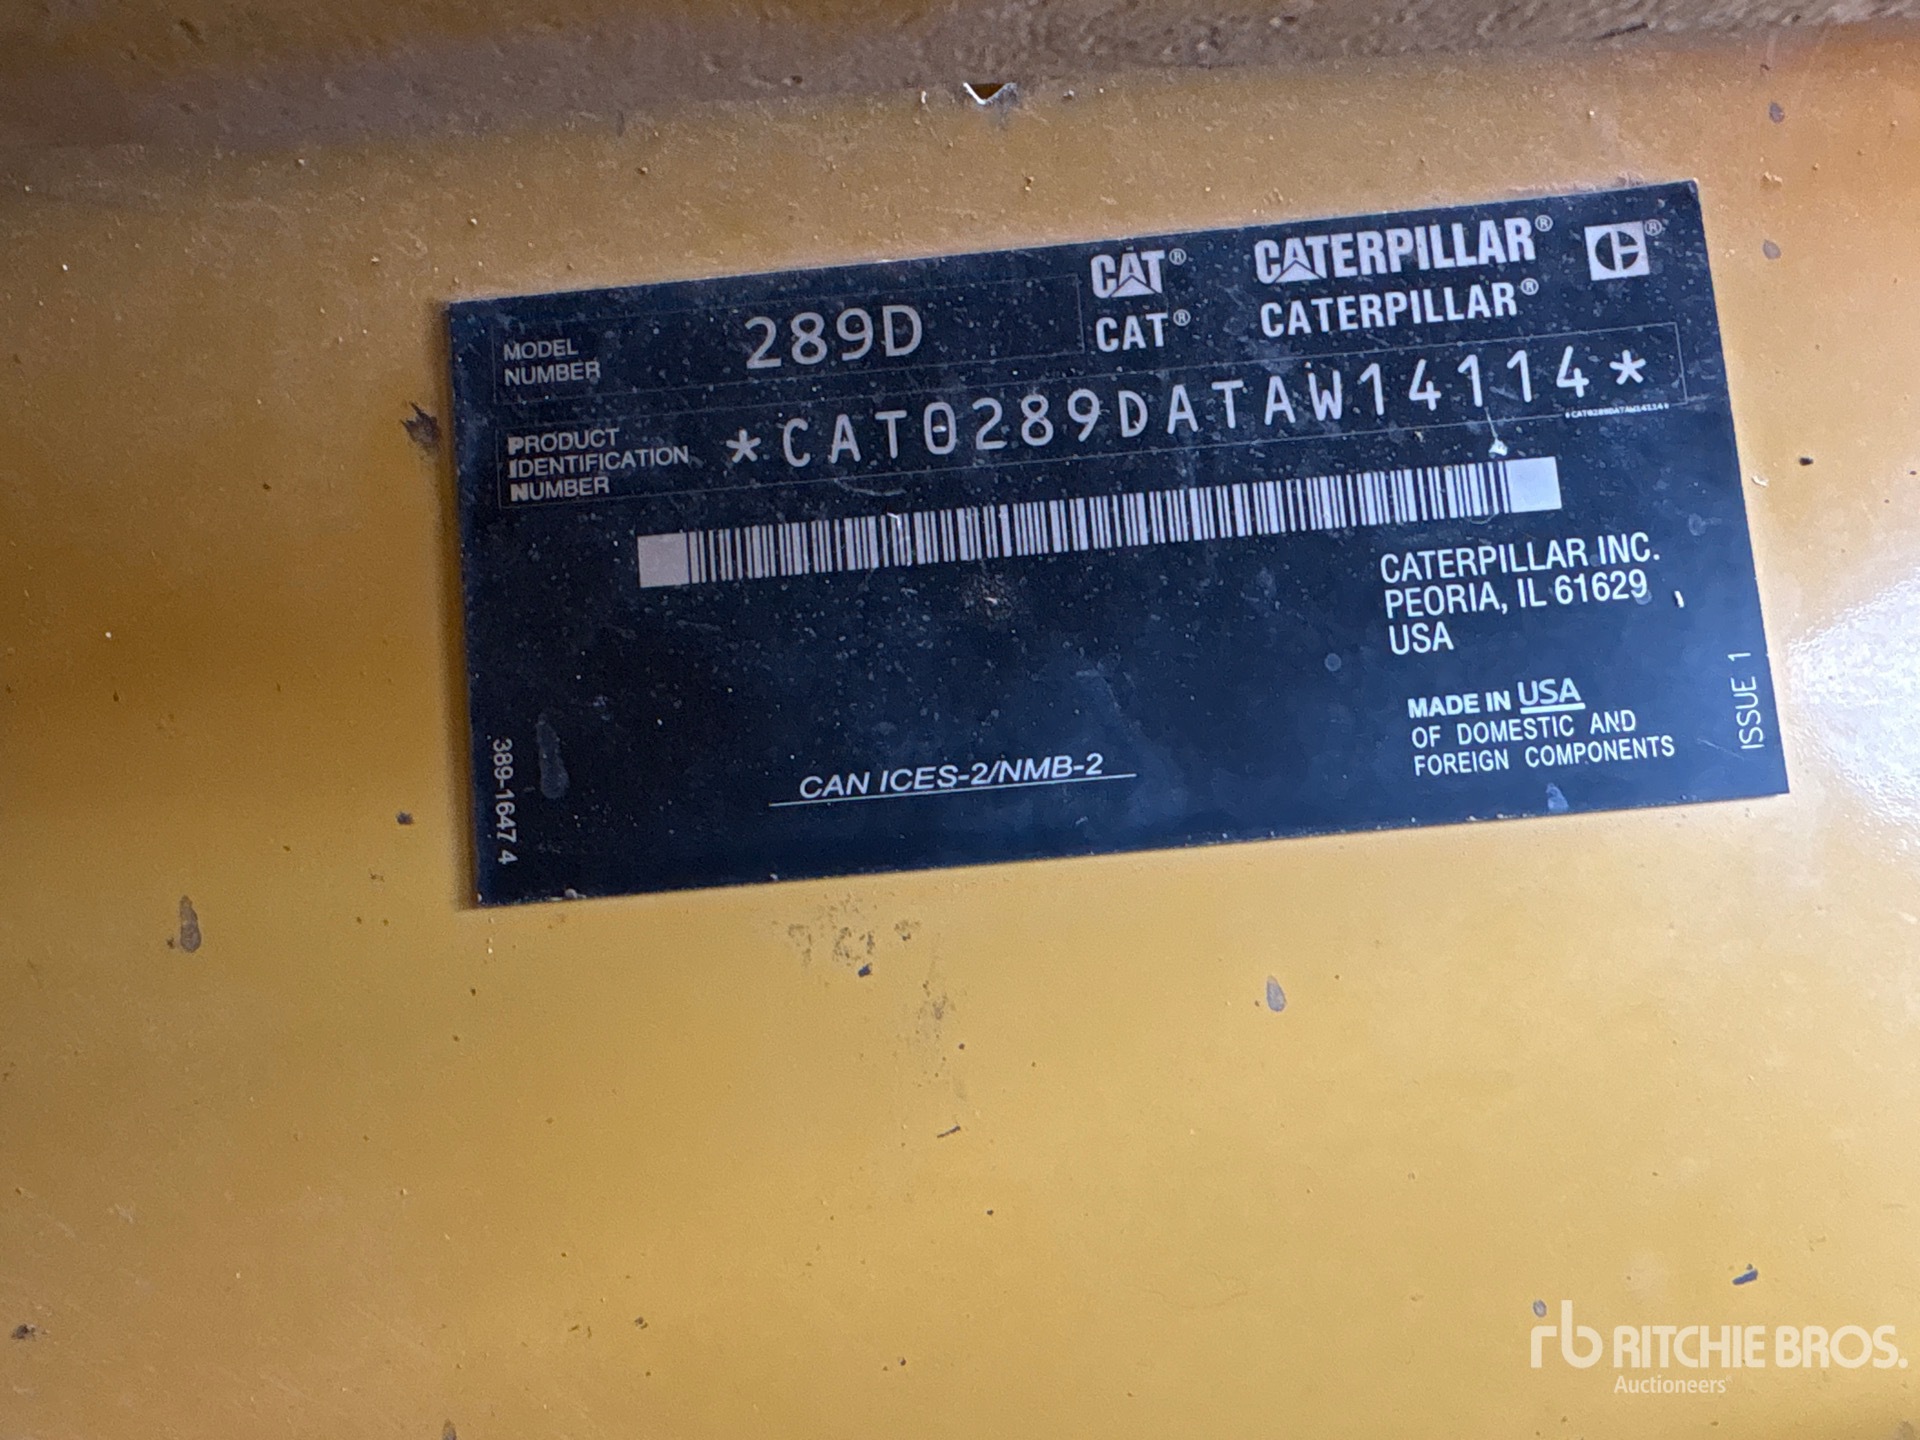 MODEL
NUMBER
289D
CAT® CATERPILLAR® ®
CAT® CATERPILLAR®
PRODUCT
IDENTIFICATION
NUMBER
*CAT0289DATAW14114*
*CAT0289DATAW14114*
CATERPILLAR INC.
PEORIA, IL 61629
USA
MADE IN USA
OF DOMESTIC AND
FOREIGN COMPONENTS
ISSUE 1
CAN ICES-2/NMB-2
389-1647 4
rb RITCHIE BROS.
Auctioneers